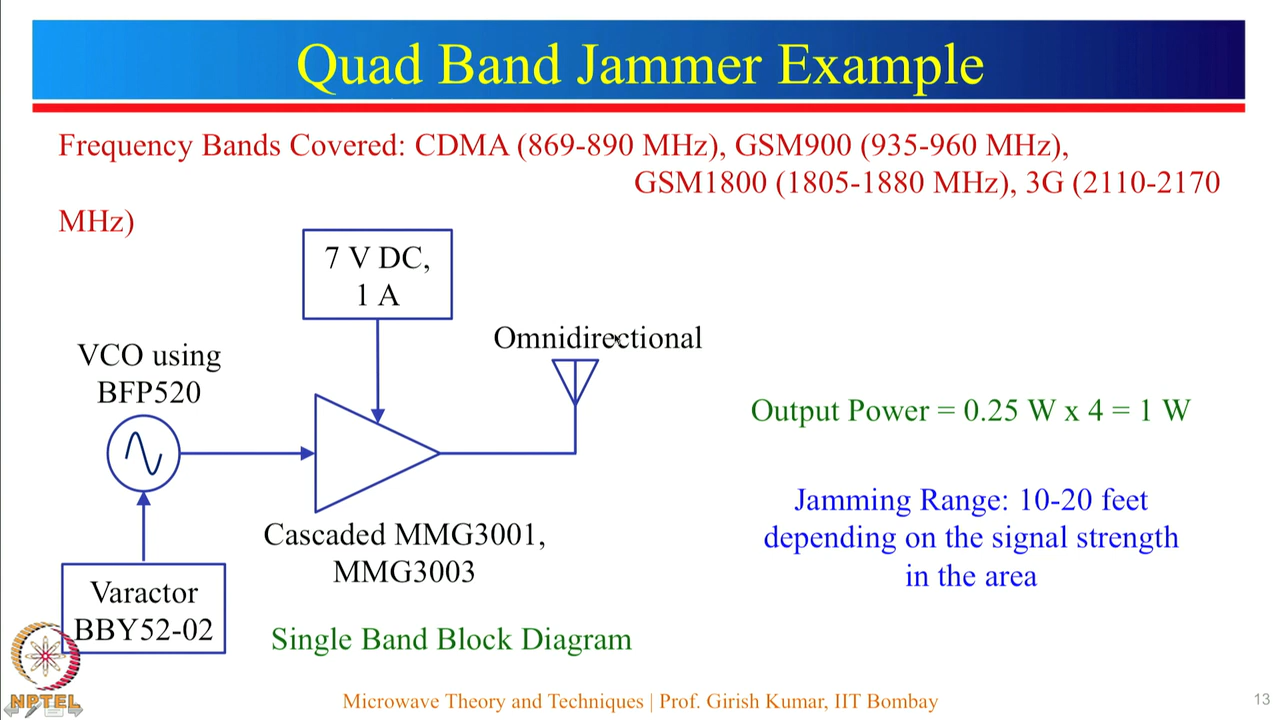 Quad Band Jammer Example
Frequency Bands Covered: CDMA (869-890 MHz), GSM900 (935-960 MHz),
GSM1800 (1805-1880 MHz), 3G (2110-2170
MHz)
7 V DC,
1 A
Omnidirectional
VCO using
BFP520
Output Power = 0.25 W x 4 = 1 W
Jamming Range: 10-20 feet
depending on the signal strength
in the area
Cascaded MMG3001,
MMG3003
Varactor
BBY52-02
Single Band Block Diagram
NPTEL
Microwave Theory and Techniques | Prof. Girish Kumar, IIT Bombay
13